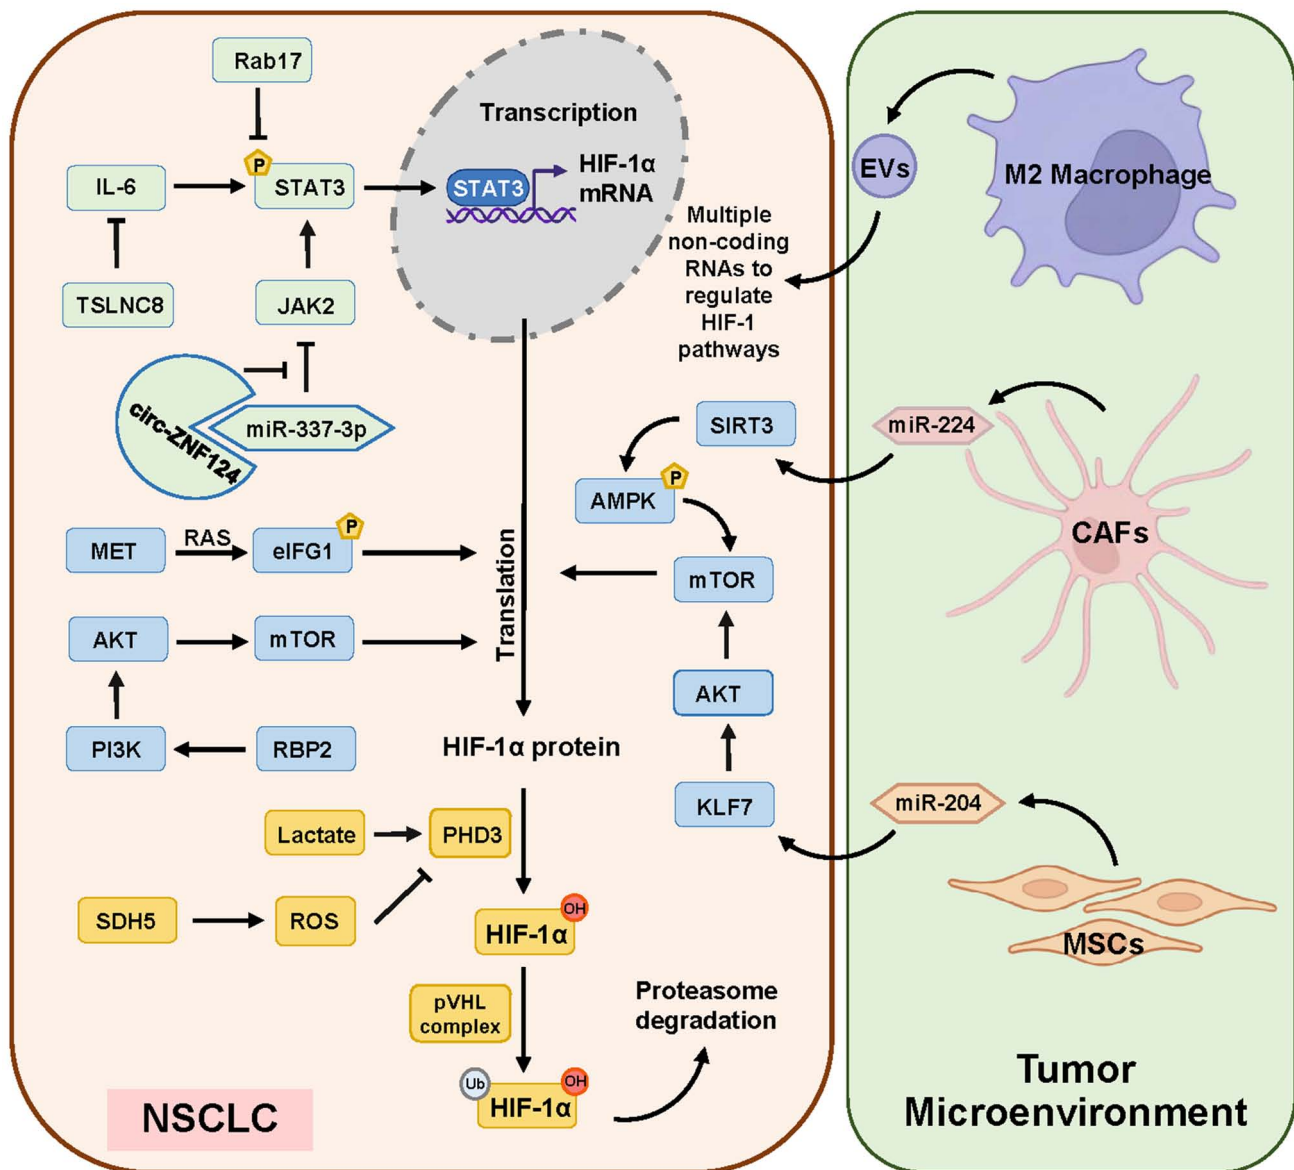 Rab17
Transcription
P
IL-6
STAT3
STAT3
HIF-1α
mRNA
TSLNC8
JAK2
circ-ZNF124
miR-337-3p
Multiple
non-coding
RNAs to
regulate
HIF-1
pathways
EVs
M2 Macrophage
SIRT3
miR-224
AMPK
P
CAFs
MET
RAS
eIFG1
P
Translation
mTOR
AKT
mTOR
AKT
PI3K
RBP2
HIF-1α protein
KLF7
miR-204
Lactate
PHD3
SDH5
ROS
OH
HIF-1α
MSCs
pVHL
complex
Proteasome
degradation
Ub
OH
HIF-1α
NSCLC
Tumor
Microenvironment